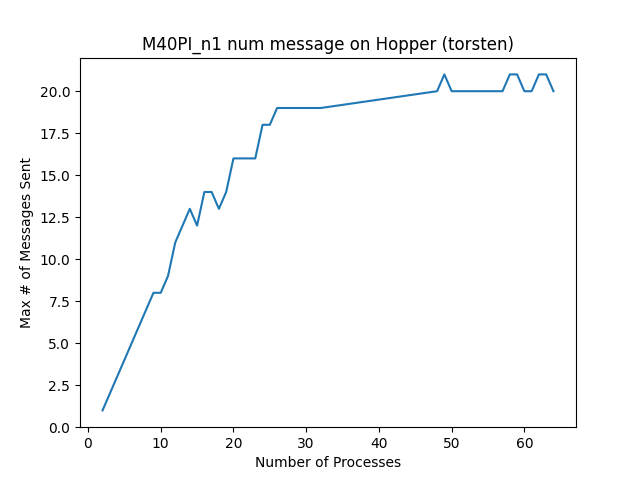 M40PI_n1 num message on Hopper (torsten)
Max # of Messages Sent
20.0
17.5
15.0
12.5
10.0
7.5
5.0
2.5
0.0
0 10 20 30 40 50 60
Number of Processes